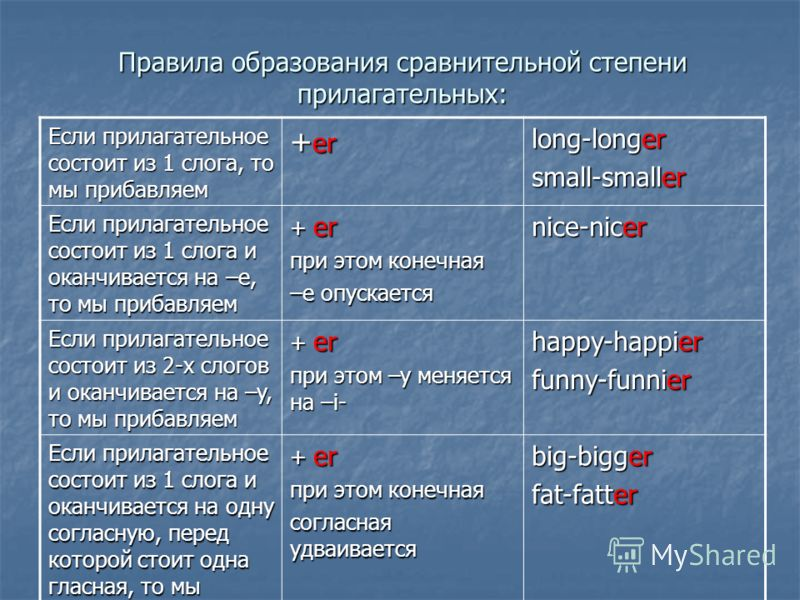 Правила образования сравнительной степени
прилагательных:
Если прилагательное
состоит из 1 слога, то
мы прибавляем
+er
long-longer
small-smaller
Если прилагательное
состоит из 1 слога и
оканчивается на –е,
то мы прибавляем
+ er
при этом конечная
–е опускается
nice-nicer
Если прилагательное
состоит из 2-х слогов
и оканчивается на –у,
то мы прибавляем
+ er
при этом –у меняется
на –i-
happy-happier
funny-funnier
Если прилагательное
состоит из 1 слога и
оканчивается на одну
согласную, перед
которой стоит одна
гласная, то мы
+ er
при этом конечная
согласная
удваивается
big-bigger
fat-fatter
MyShared